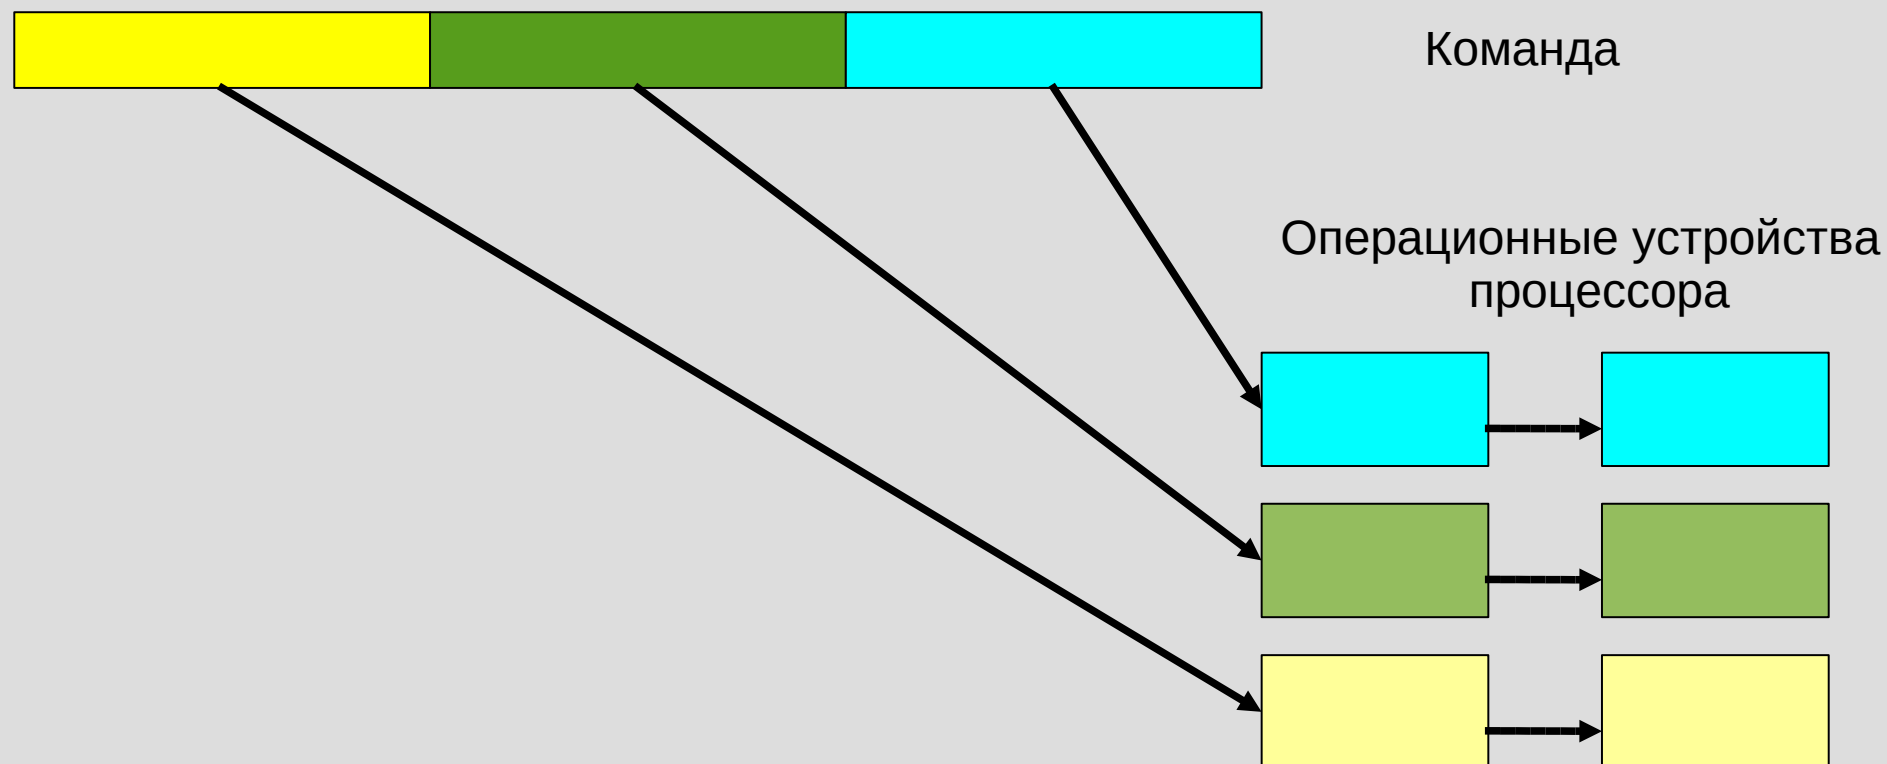 Команда
Операционные устройства
процессора